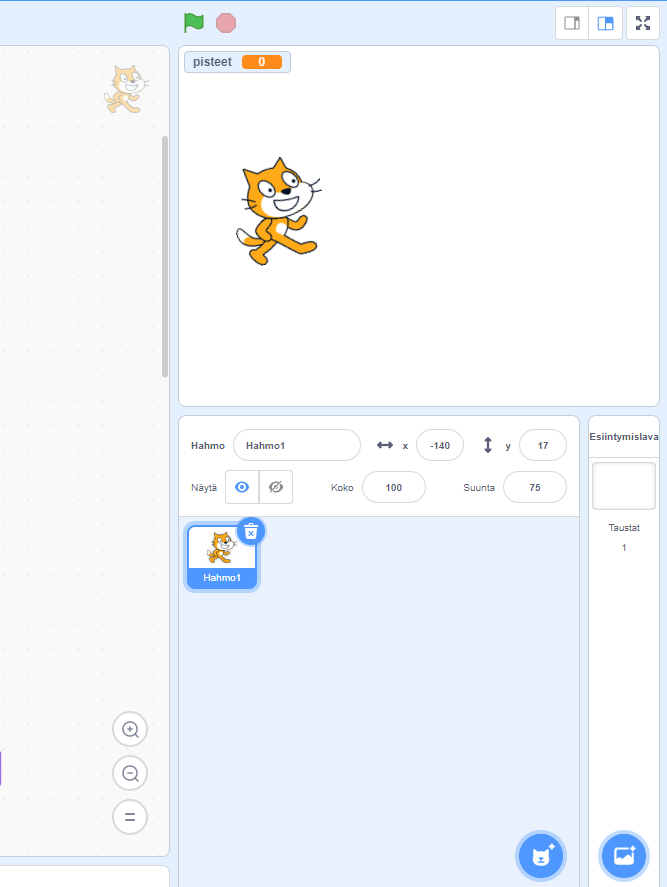 pisteet 0
Hahmo Hahmo1 x -140 y 17
Näytä Koko 100 Suunta 75
Hahmo1
Esiintymislava
Taustat
1